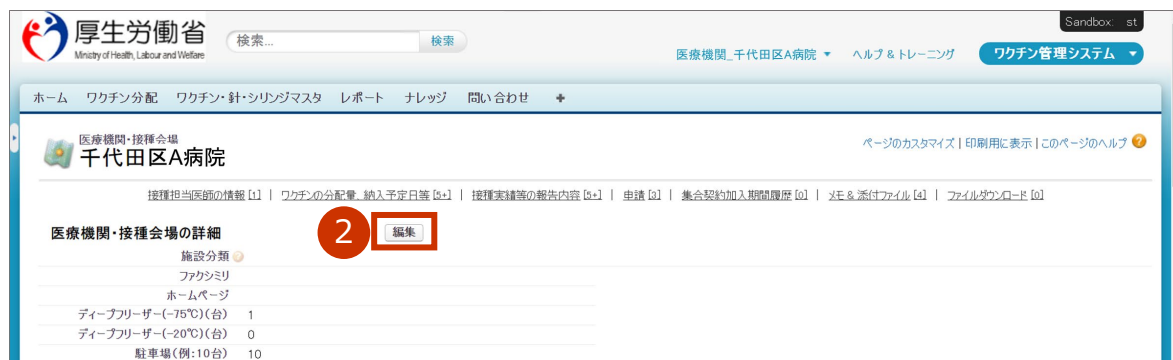 Sandbox: st
厚生労働省
Ministry of Health, Labour and Welfare
検索...
検索
医療機関_千代田区A病院
ヘルプ & トレーニング
ワクチン管理システム
ホーム ワクチン分配 ワクチン・針・シリンジマスタ レポート ナレッジ 問い合わせ +
医療機関・接種会場
千代田区A病院
ページのカスタマイズ | 印刷用に表示 | このページのヘルプ ?
接種担当医師の情報 [1] | ワクチンの分配量、納入予定日等 [5+] | 接種実績等の報告内容 [5+] | 申請 [3] | 集合契約加入期間履歴 [0] | メモ & 添付ファイル [4] | ファイルダウンロード [0]
医療機関・接種会場の詳細
2
編集
施設分類
ファクシミリ
ホームページ
ディープフリーザー(-75℃)(台) 1
ディープフリーザー(-20℃)(台) 0
駐車場(例:10台) 10